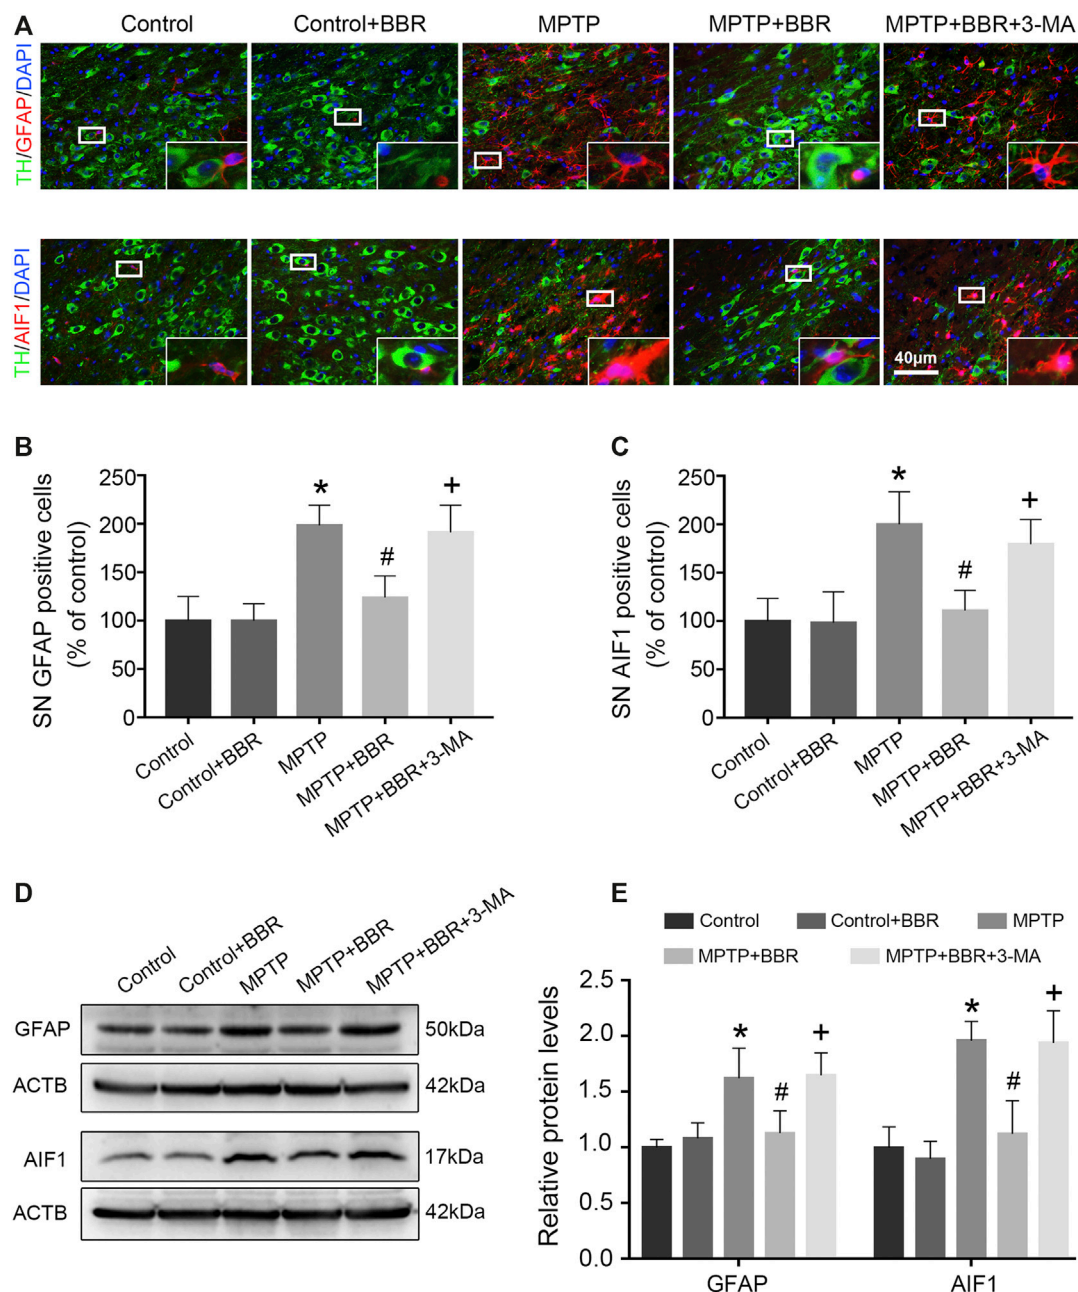 A
Control
Control+BBR
MPTP
MPTP+BBR
MPTP+BBR+3-MA
TH/GFAP/DAPI
TH/AIF1/DAPI
40μm
B
SN GFAP positive cells
(% of control)
250
200
150
100
50
0
*
#
+
Control
Control+BBR
MPTP
MPTP+BBR
MPTP+BBR+3-MA
C
SN AIF1 positive cells
(% of control)
250
200
150
100
50
0
*
#
+
Control
Control+BBR
MPTP
MPTP+BBR
MPTP+BBR+3-MA
D
Control
Control+BBR
MPTP
MPTP+BBR
MPTP+BBR+3-MA
GFAP 50kDa
ACTB 42kDa
AIF1 17kDa
ACTB 42kDa
E
Control
Control+BBR
MPTP
MPTP+BBR
MPTP+BBR+3-MA
Relative protein levels
2.5
2.0
1.5
1.0
0.5
0.0
*
#
+
*
#
+
GFAP
AIF1